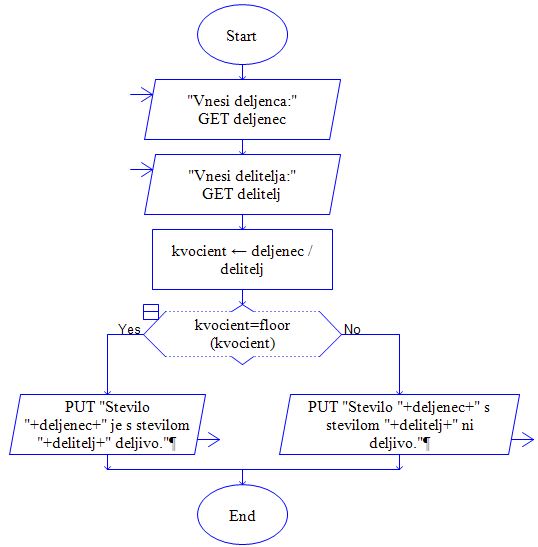 Start
"Vnesi deljenca:"
GET deljenec
"Vnesi delitelja:"
GET delitelj
kvocient ← deljenec /
delitelj
Yes
kvocient=floor
(kvocient)
No
PUT "Stevilo
"+deljenec+" je s stevilom
"+delitelj+" deljivo."¶
PUT "Stevilo "+deljenec+" s
stevilom "+delitelj+" ni
deljivo."¶
End